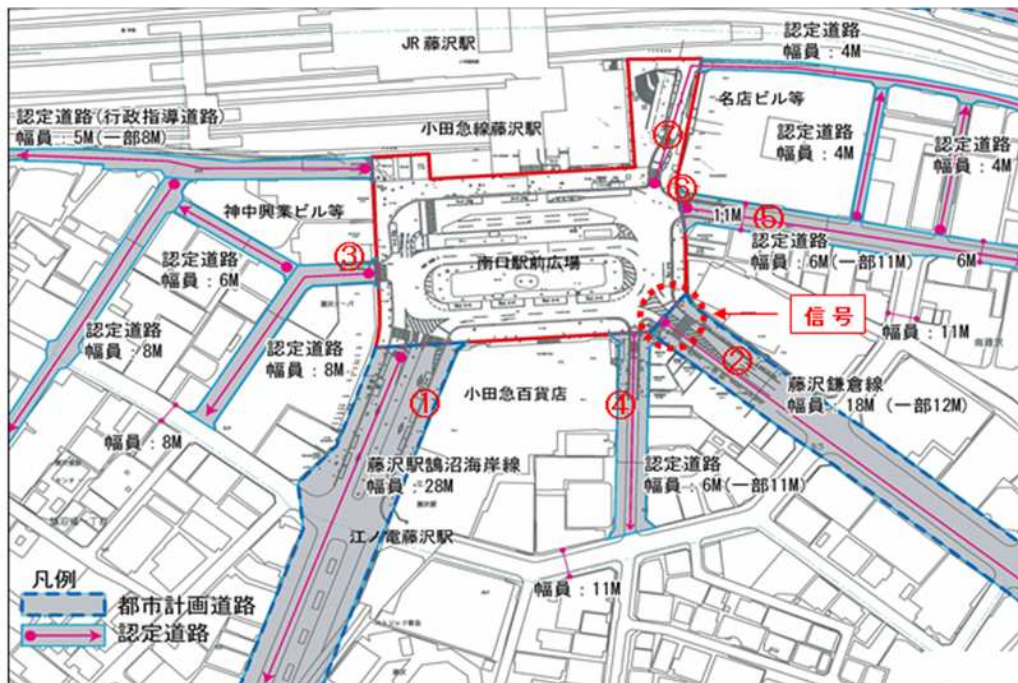 JR 藤沢駅
認定道路
幅員：4M
認定道路(行政指導道路)
幅員：5M(一部8M)
小田急線藤沢駅
⑦
名店ビル等
認定道路
幅員：4M
認定道路
幅員：4M
⑥
神中興業ビル等
11M
⑤
認定道路
幅員：6M(一部11M)
6M
③
南口駅前広場
認定道路
幅員：6M
信号
幅員：11M
認定道路
幅員：8M
認定道路
幅員：8M
②
①
小田急百貨店
④
藤沢鎌倉線
幅員：18M (一部12M)
幅員：8M
藤沢駅鵠沼海岸線
幅員：28M
認定道路
幅員：6M(一部11M)
江ノ電藤沢駅
幅員：11M
凡例
都市計画道路
認定道路